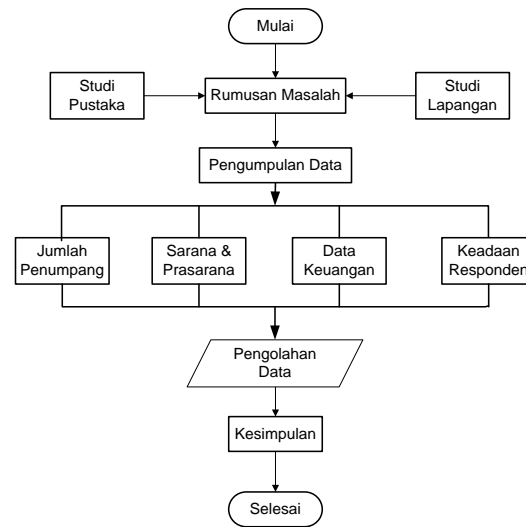 Mulai
Studi
Pustaka
Rumusan Masalah
Studi
Lapangan
Pengumpulan Data
Jumlah
Penumpang
Sarana &
Prasarana
Data
Keuangan
Keadaan
Responden
Pengolahan
Data
Kesimpulan
Selesai